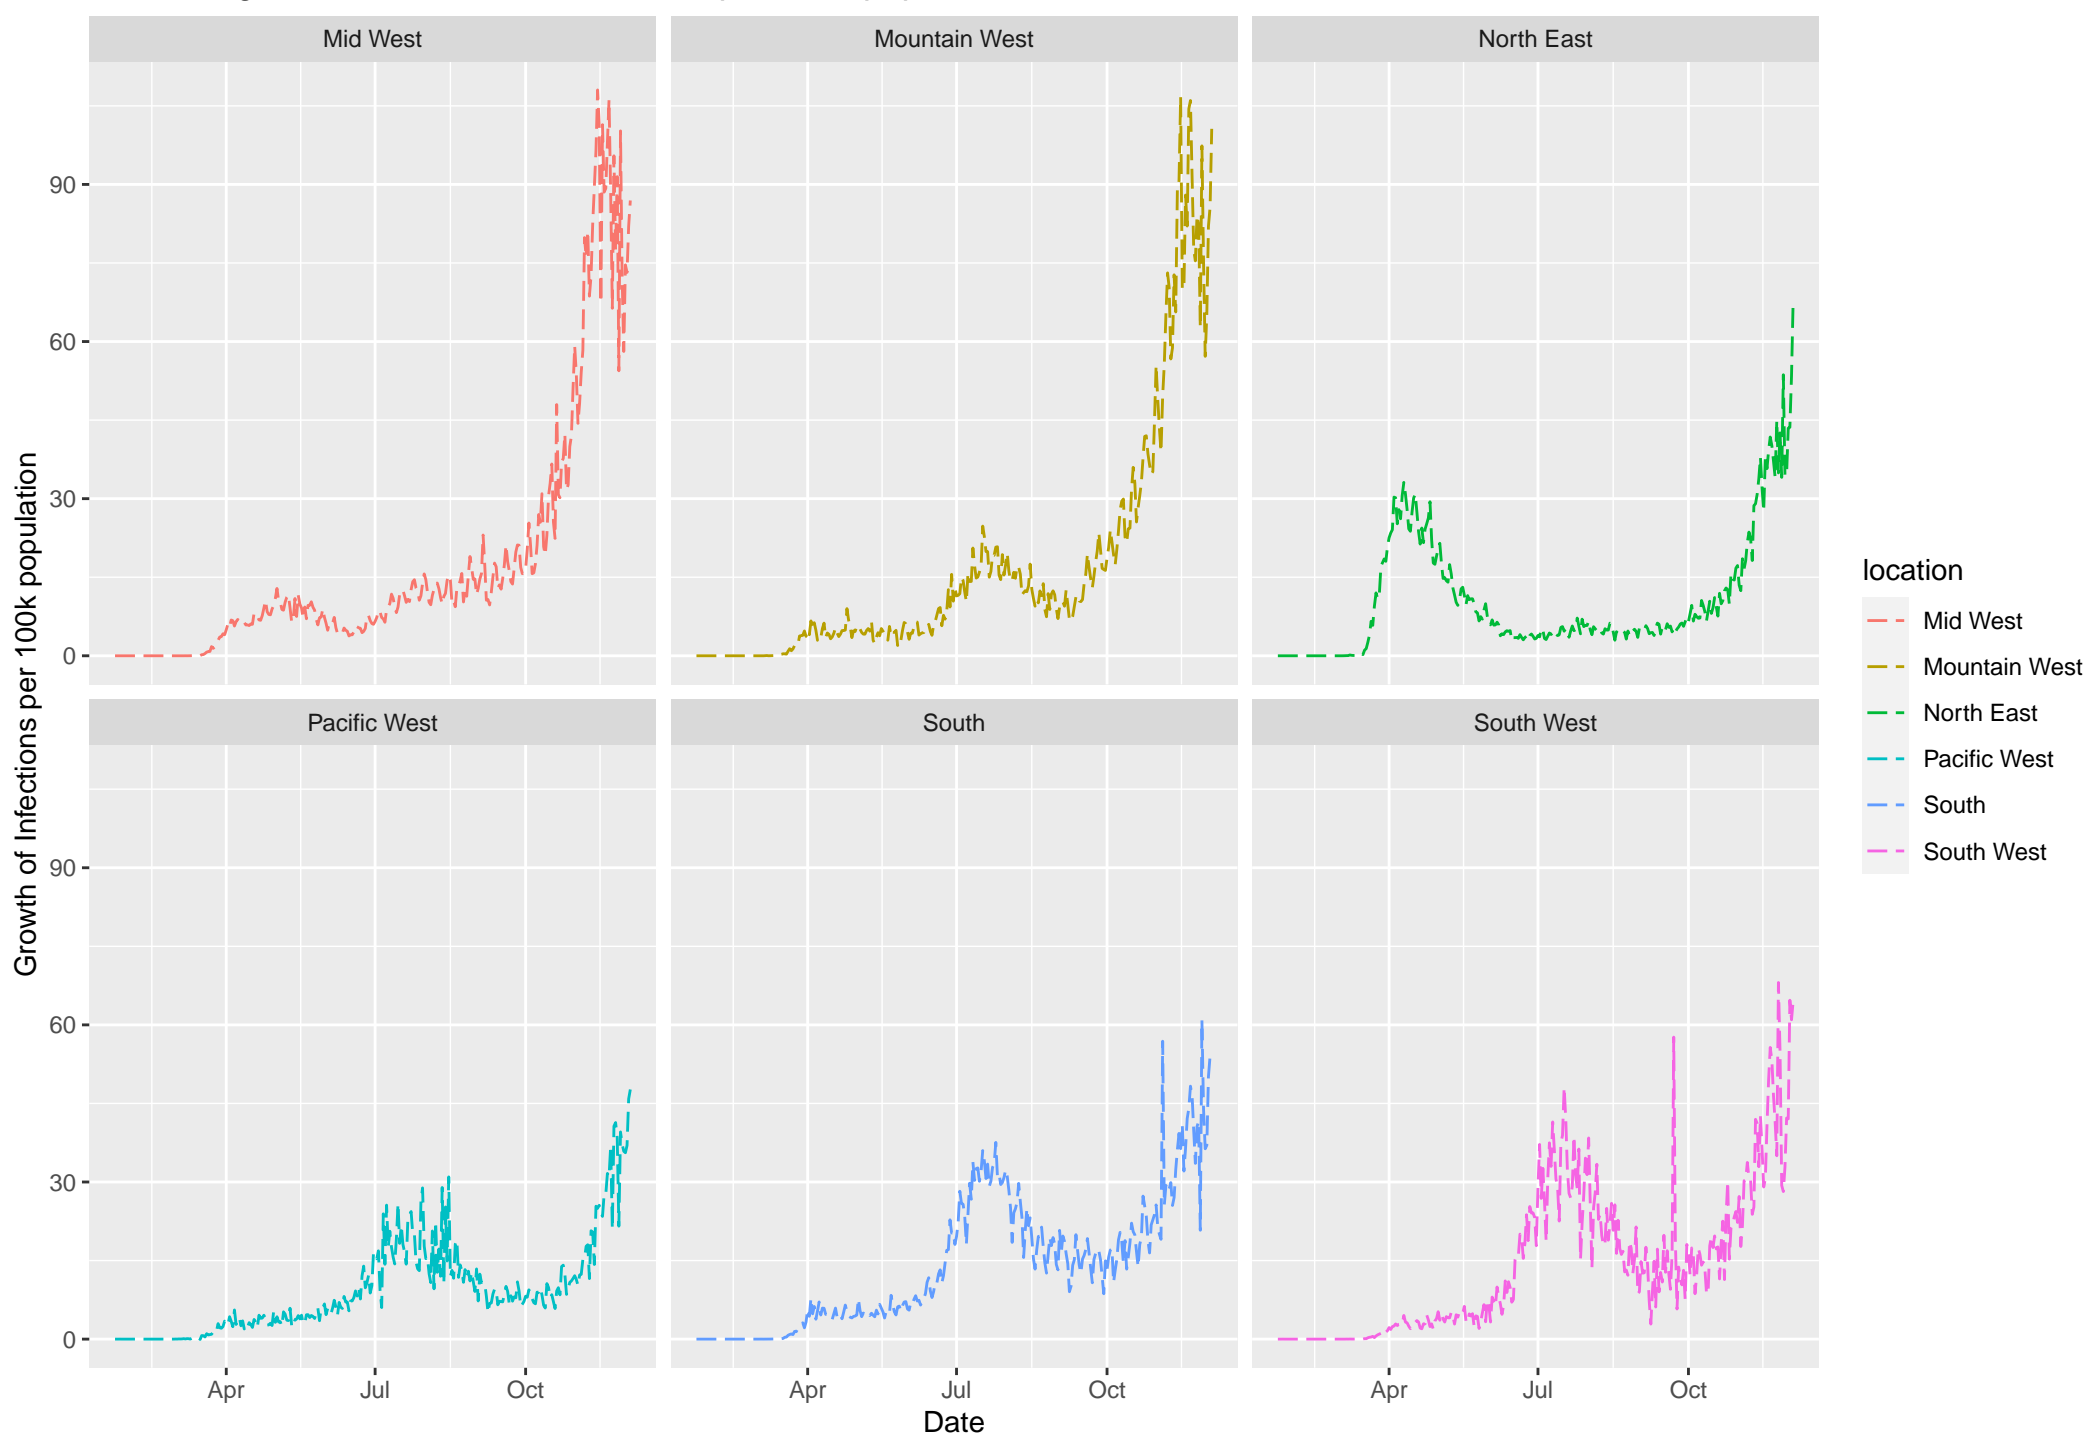 Mid West
Mountain West
North East
90
60
30
0
Growth of Infections per 100k population
Pacific West
South
South West
90
60
30
0
Apr
Jul
Oct
Apr
Jul
Oct
Apr
Jul
Oct
Date
location
Mid West
Mountain West
North East
Pacific West
South
South West